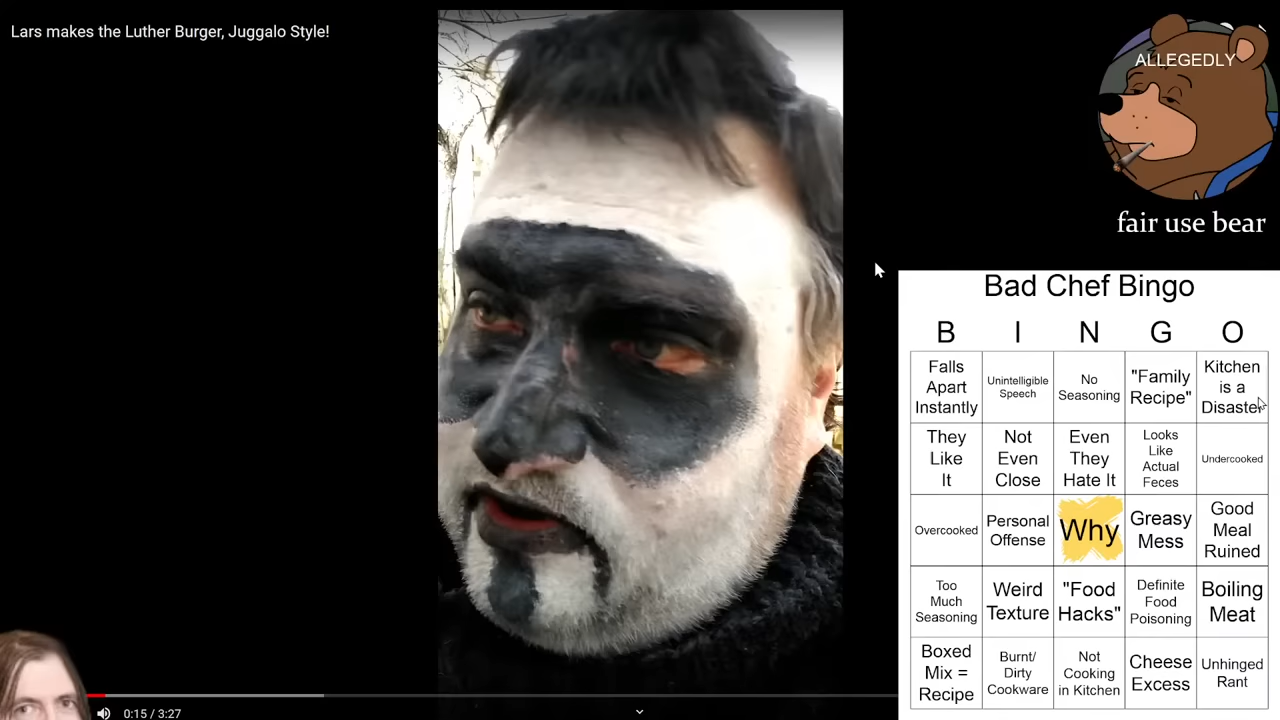 Lars makes the Luther Burger, Juggalo Style!
ALLEGEDLY
fair use bear
Bad Chef Bingo
B I N G O
Falls
Apart
Instantly
Unintelligible
Speech
No
Seasoning
"Family
Recipe"
Kitchen
is a
Disaster
They
Like
It
Not
Even
Close
Even
They
Hate It
Looks
Like
Actual
Feces
Undercooked
Overcooked
Personal
Offense
Why
Greasy
Mess
Good
Meal
Ruined
Too
Much
Seasoning
Weird
Texture
"Food
Hacks"
Definite
Food
Poisoning
Boiling
Meat
Boxed
Mix =
Recipe
Burnt/
Dirty
Cookware
Not
Cooking
in Kitchen
Cheese
Excess
Unhinged
Rant
0:15 / 3:27